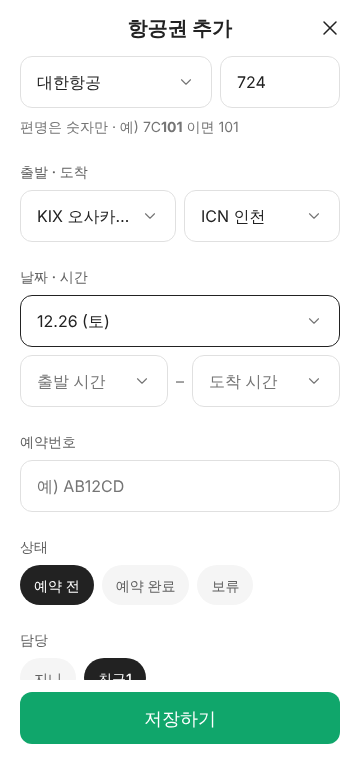 항공권 추가
대한항공 724
편명은 숫자만 · 예) 7C101 이면 101
출발 · 도착
KIX 오사카... ICN 인천
날짜 · 시간
12.26 (토)
출발 시간 – 도착 시간
예약번호
예) AB12CD
상태
예약 전 예약 완료 보류
담당
저장하기